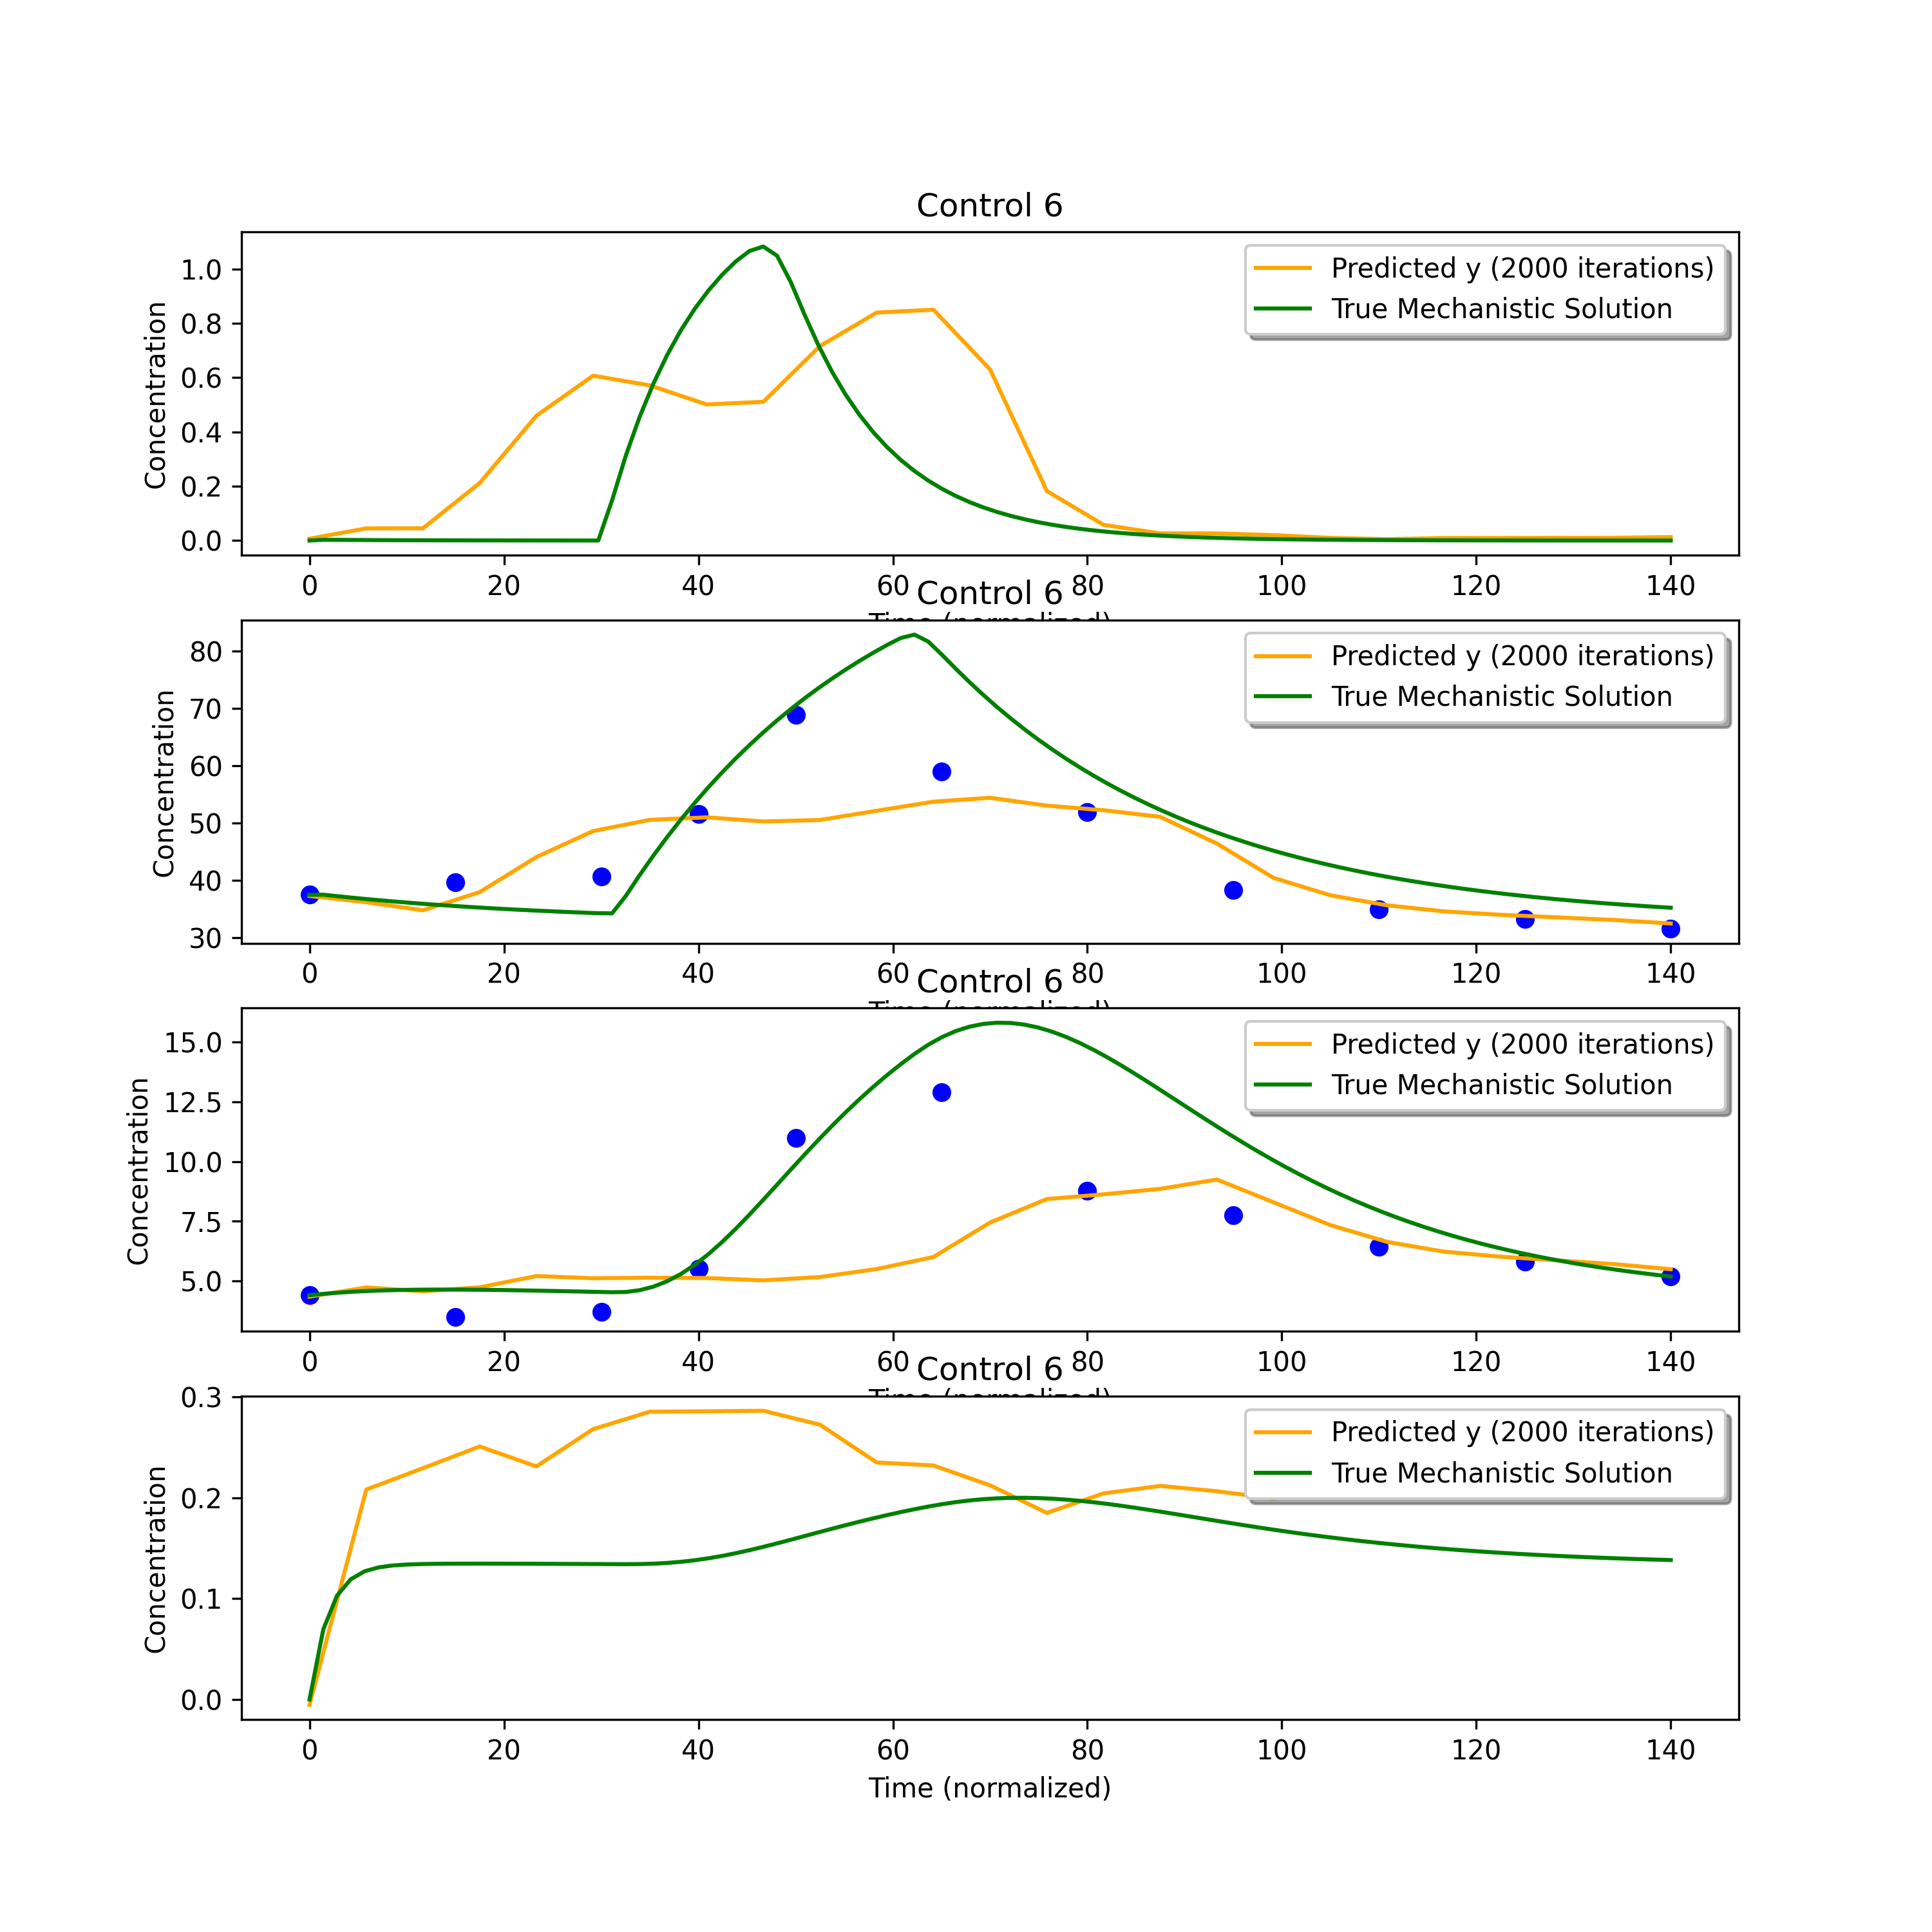 Control 6
Concentration
1.0
0.8
0.6
0.4
0.2
0.0
Predicted y (2000 iterations)
True Mechanistic Solution
0 20 40 60 80 100 120 140
Control 6
Concentration
80
70
60
50
40
30
Predicted y (2000 iterations)
True Mechanistic Solution
0 20 40 60 80 100 120 140
Control 6
Concentration
15.0
12.5
10.0
7.5
5.0
Predicted y (2000 iterations)
True Mechanistic Solution
0 20 40 60 80 100 120 140
Control 6
Concentration
0.3
0.2
0.1
0.0
Predicted y (2000 iterations)
True Mechanistic Solution
0 20 40 60 80 100 120 140
Time (normalized)